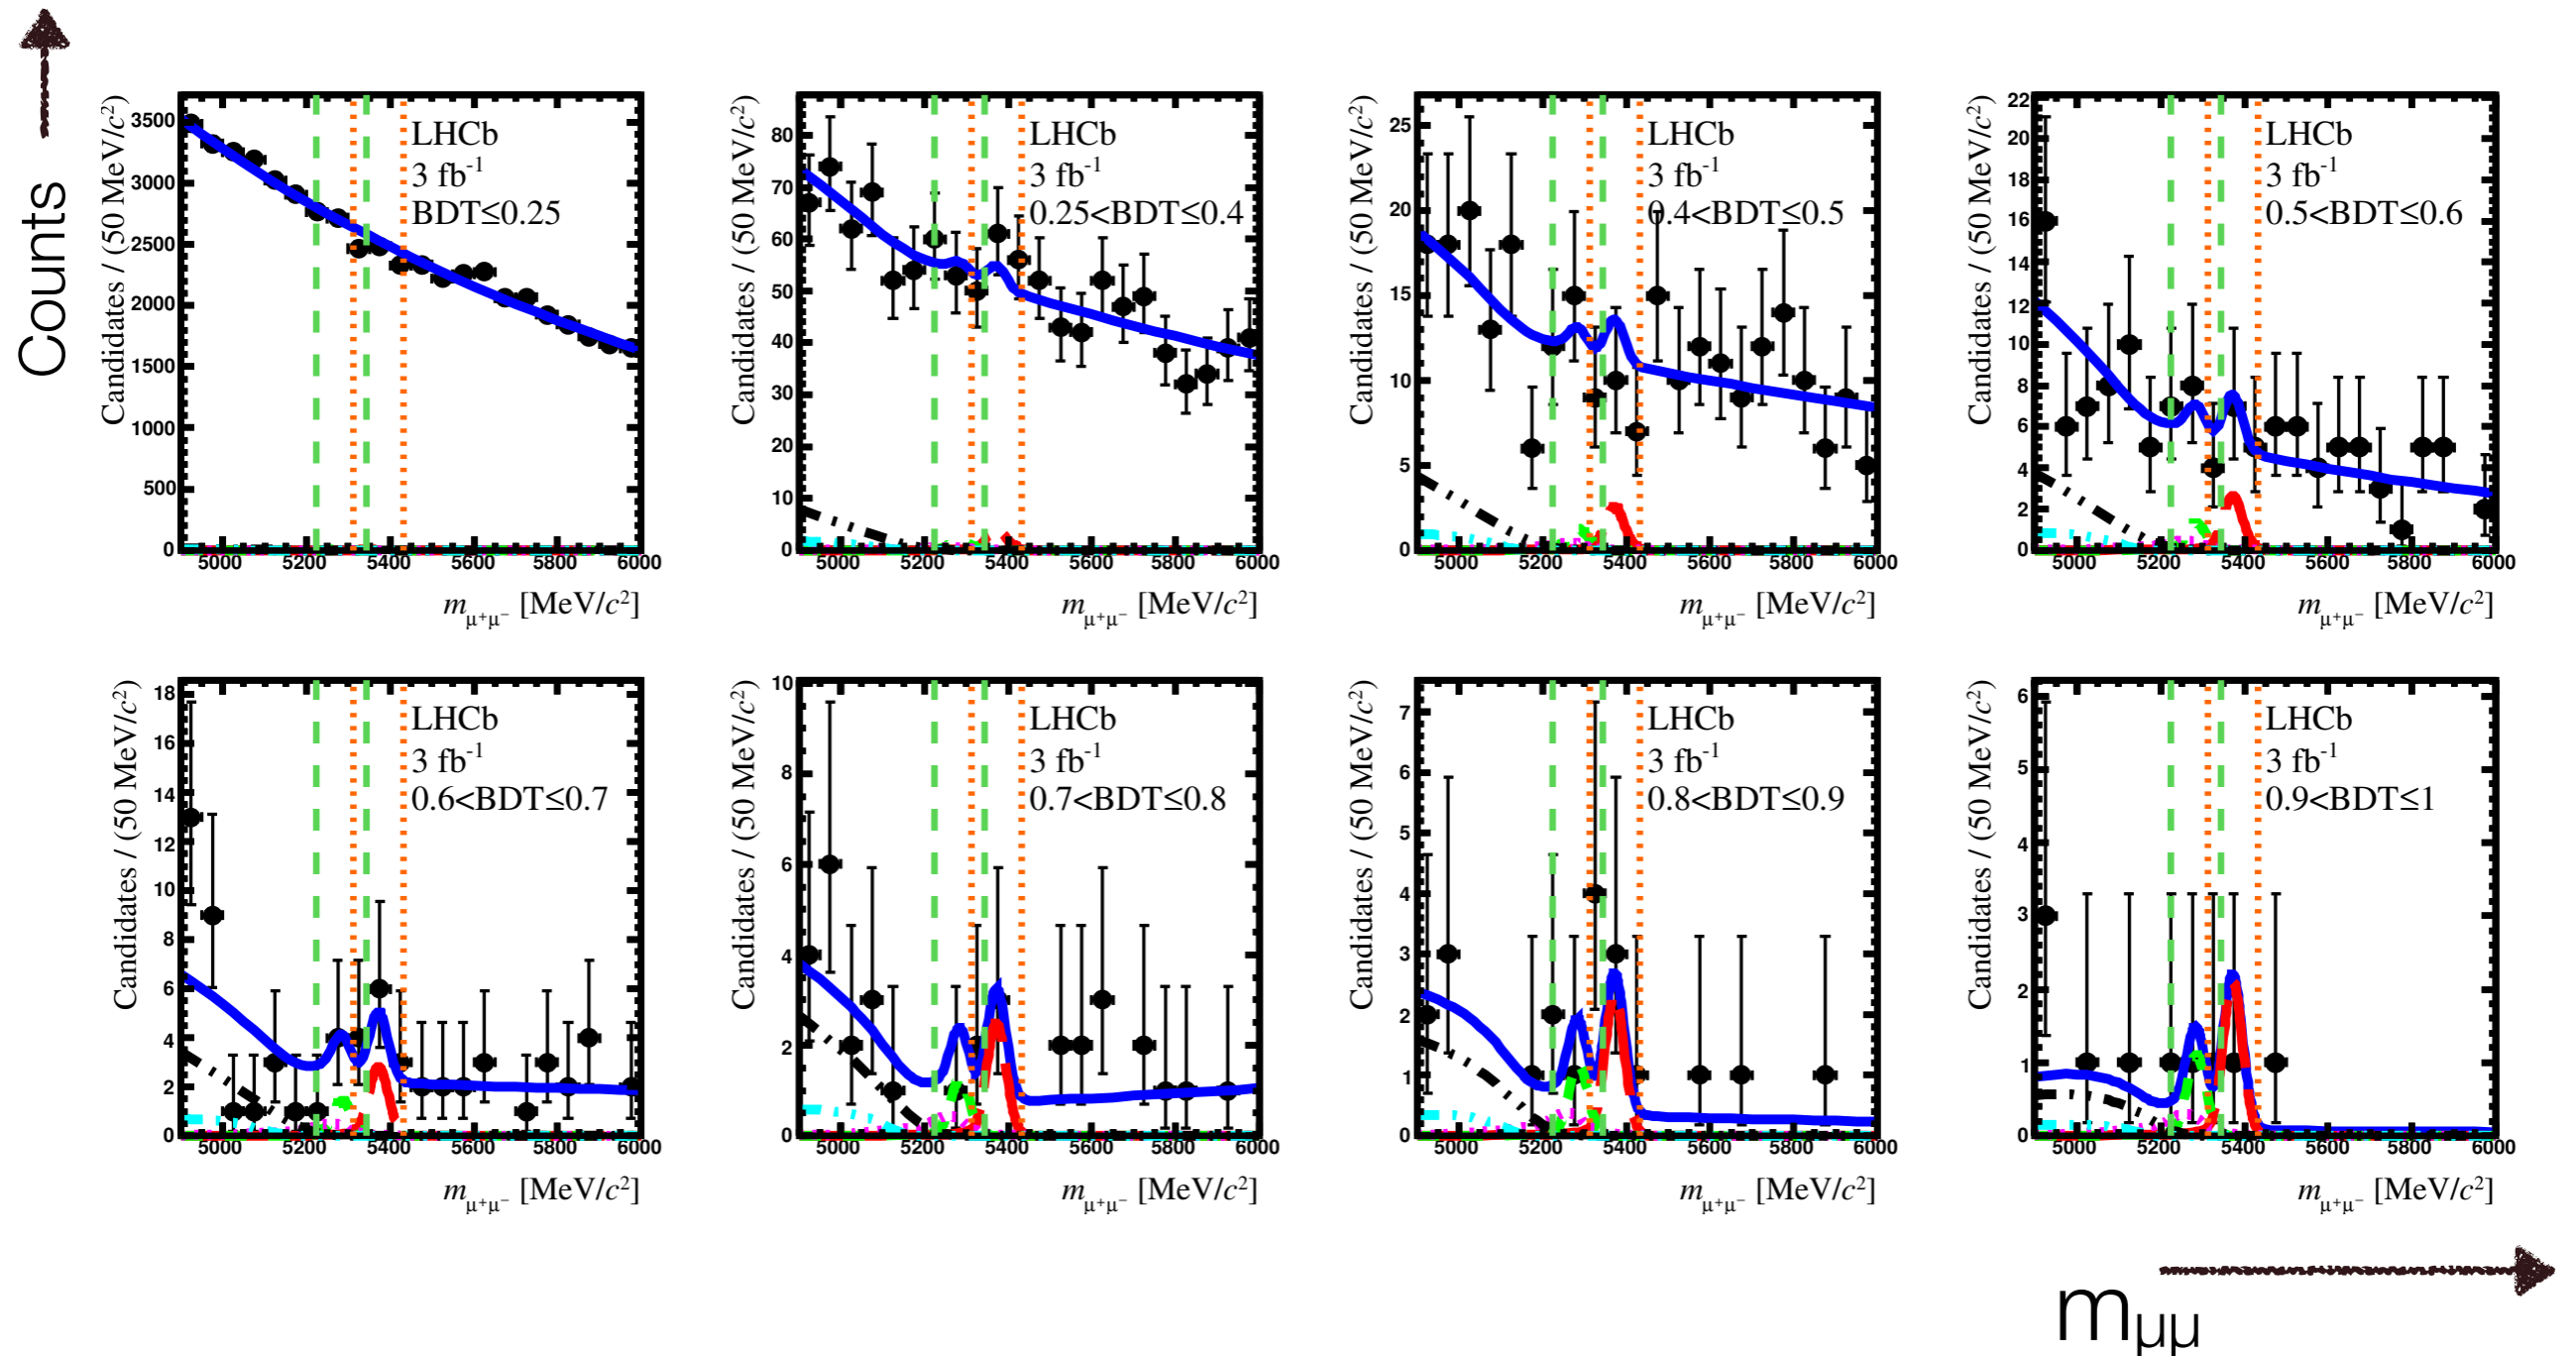 Counts
Candidates / (50 MeV/c²)
3500
3000
2500
2000
1500
1000
500
0
LHCb
3 fb⁻¹
BDT≤0.25
5000 5200 5400 5600 5800 6000
m_μ⁺μ⁻ [MeV/c²]
Candidates / (50 MeV/c²)
80
70
60
50
40
30
20
10
0
LHCb
3 fb⁻¹
0.25<BDT≤0.4
5000 5200 5400 5600 5800 6000
m_μ⁺μ⁻ [MeV/c²]
Candidates / (50 MeV/c²)
25
20
15
10
5
0
LHCb
3 fb⁻¹
0.4<BDT≤0.5
5000 5200 5400 5600 5800 6000
m_μ⁺μ⁻ [MeV/c²]
Candidates / (50 MeV/c²)
22
20
18
16
14
12
10
8
6
4
2
0
LHCb
3 fb⁻¹
0.5<BDT≤0.6
5000 5200 5400 5600 5800 6000
m_μ⁺μ⁻ [MeV/c²]
Candidates / (50 MeV/c²)
18
16
14
12
10
8
6
4
2
0
LHCb
3 fb⁻¹
0.6<BDT≤0.7
5000 5200 5400 5600 5800 6000
m_μ⁺μ⁻ [MeV/c²]
Candidates / (50 MeV/c²)
10
8
6
4
2
0
LHCb
3 fb⁻¹
0.7<BDT≤0.8
5000 5200 5400 5600 5800 6000
m_μ⁺μ⁻ [MeV/c²]
Candidates / (50 MeV/c²)
7
6
5
4
3
2
1
0
LHCb
3 fb⁻¹
0.8<BDT≤0.9
5000 5200 5400 5600 5800 6000
m_μ⁺μ⁻ [MeV/c²]
Candidates / (50 MeV/c²)
6
5
4
3
2
1
0
LHCb
3 fb⁻¹
0.9<BDT≤1
5000 5200 5400 5600 5800 6000
m_μ⁺μ⁻ [MeV/c²]
m_μμ